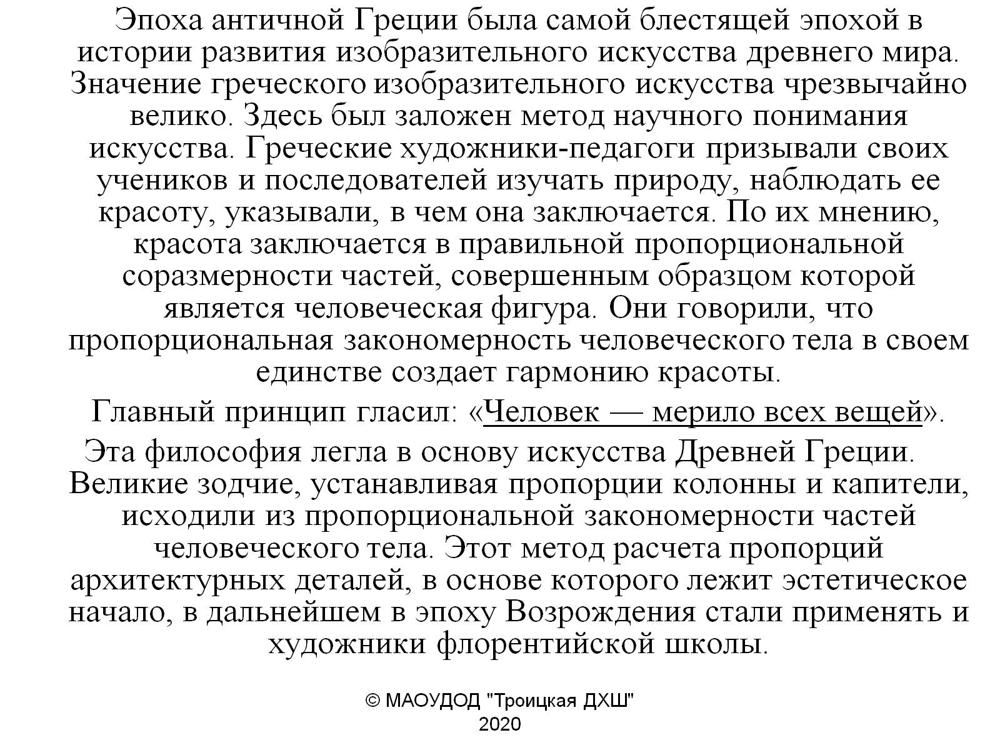 Эпоха античной Греции была самой блестящей эпохой в
истории развития изобразительного искусства древнего мира.
Значение греческого изобразительного искусства чрезвычайно
велико. Здесь был заложен метод научного понимания
искусства. Греческие художники-педагоги призывали своих
учеников и последователей изучать природу, наблюдать ее
красоту, указывали, в чем она заключается. По их мнению,
красота заключается в правильной пропорциональной
соразмерности частей, совершенным образцом которой
является человеческая фигура. Они говорили, что
пропорциональная закономерность человеческого тела в своем
единстве создает гармонию красоты.
Главный принцип гласил: «Человек — мерило всех вещей».
Эта философия легла в основу искусства Древней Греции.
Великие зодчие, устанавливая пропорции колонны и капители,
исходили из пропорциональной закономерности частей
человеческого тела. Этот метод расчета пропорций
архитектурных деталей, в основе которого лежит эстетическое
начало, в дальнейшем в эпоху Возрождения стали применять и
художники флорентийской школы.
© МАОУДОД "Троицкая ДХШ"
2020